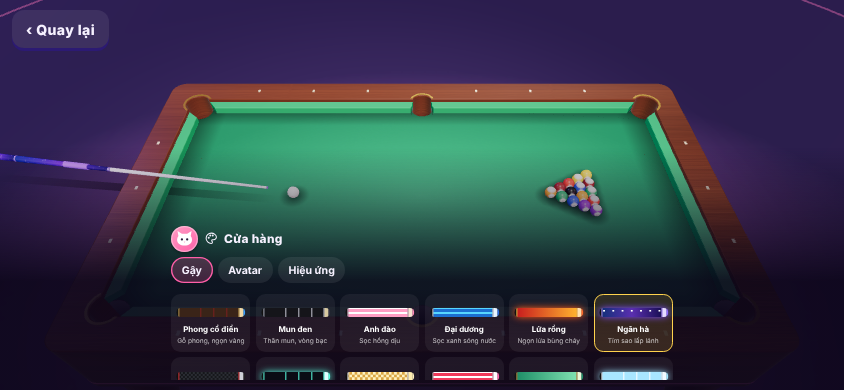 ‹ Quay lại
Cửa hàng
Gậy Avatar Hiệu ứng
Phong cổ điển Mun đen Anh đào Đại dương Lửa rồng Ngân hà
Gỗ phong, ngọn vàng Thân mun, vòng bạc Sọc hồng dịu Sọc xanh sóng nước Ngọn lửa bùng cháy Tím sao lấp lánh